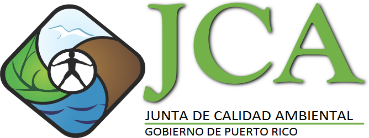 JCA
JUNTA DE CALIDAD AMBIENTAL
GOBIERNO DE PUERTO RICO